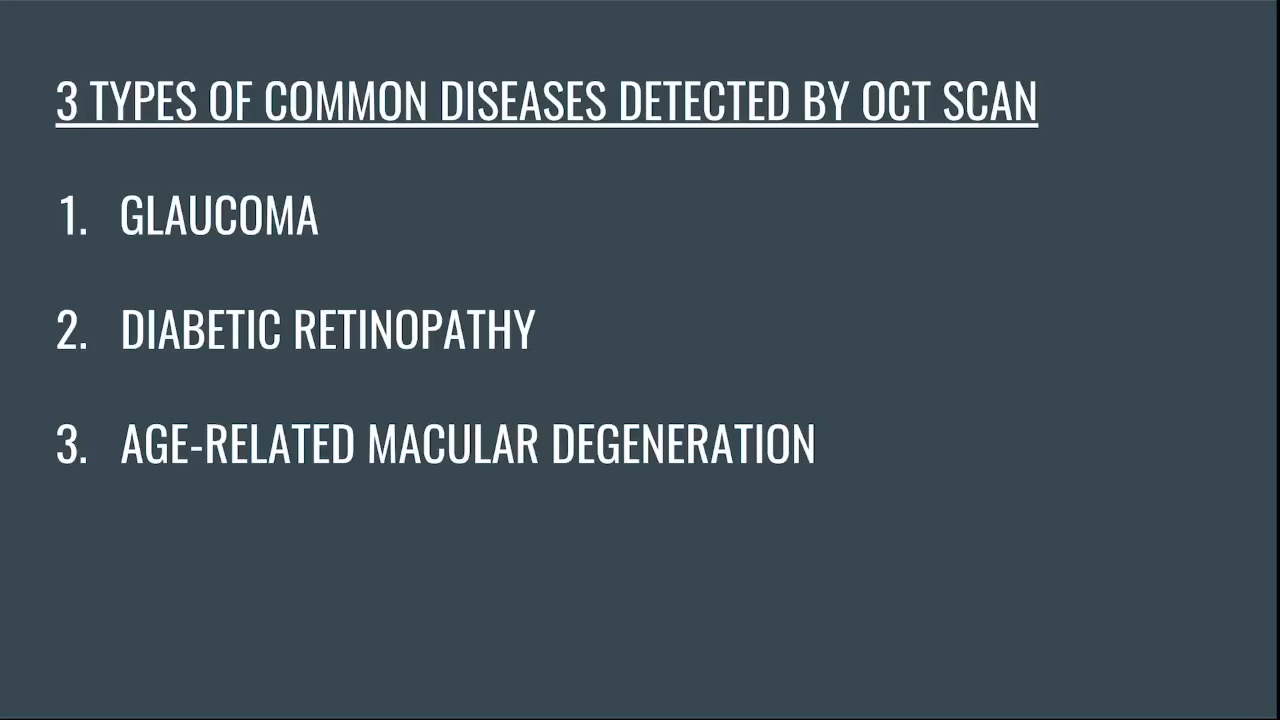 3 TYPES OF COMMON DISEASES DETECTED BY OCT SCAN
1. GLAUCOMA
2. DIABETIC RETINOPATHY
3. AGE-RELATED MACULAR DEGENERATION